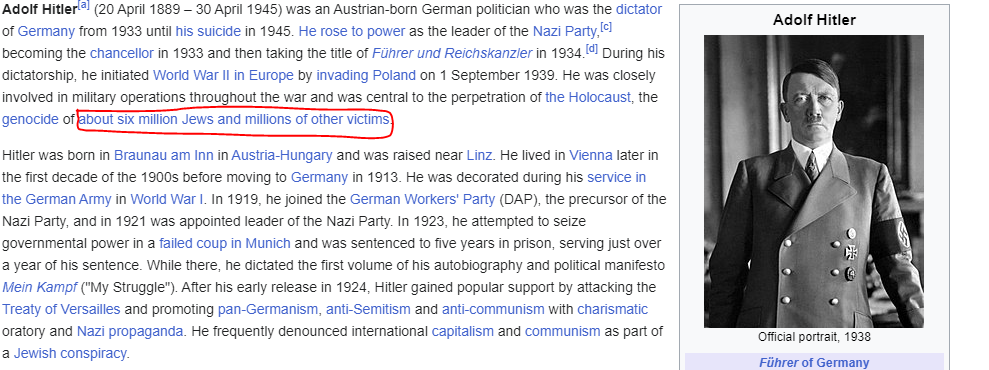 Adolf Hitler[a] (20 April 1889 – 30 April 1945) was an Austrian-born German politician who was the dictator
of Germany from 1933 until his suicide in 1945. He rose to power as the leader of the Nazi Party,[c]
becoming the chancellor in 1933 and then taking the title of Führer und Reichskanzler in 1934.[d] During his
dictatorship, he initiated World War II in Europe by invading Poland on 1 September 1939. He was closely
involved in military operations throughout the war and was central to the perpetration of the Holocaust, the
genocide of about six million Jews and millions of other victims.
Hitler was born in Braunau am Inn in Austria-Hungary and was raised near Linz. He lived in Vienna later in
the first decade of the 1900s before moving to Germany in 1913. He was decorated during his service in
the German Army in World War I. In 1919, he joined the German Workers' Party (DAP), the precursor of the
Nazi Party, and in 1921 was appointed leader of the Nazi Party. In 1923, he attempted to seize
governmental power in a failed coup in Munich and was sentenced to five years in prison, serving just over
a year of his sentence. While there, he dictated the first volume of his autobiography and political manifesto
Mein Kampf ("My Struggle"). After his early release in 1924, Hitler gained popular support by attacking the
Treaty of Versailles and promoting pan-Germanism, anti-Semitism and anti-communism with charismatic
oratory and Nazi propaganda. He frequently denounced international capitalism and communism as part of
a Jewish conspiracy.
Adolf Hitler
Official portrait, 1938
Führer of Germany